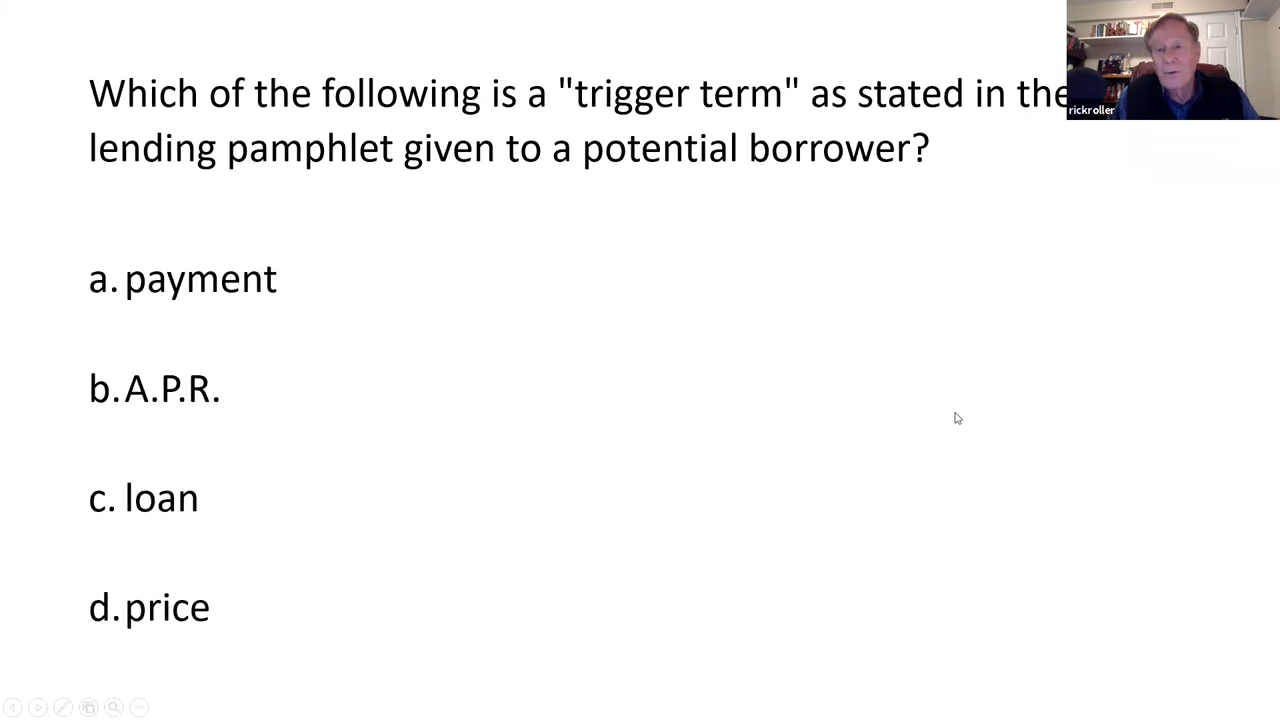 Which of the following is a "trigger term" as stated in the
lending pamphlet given to a potential borrower?
a. payment
b. A.P.R.
c. loan
d. price
rickroller